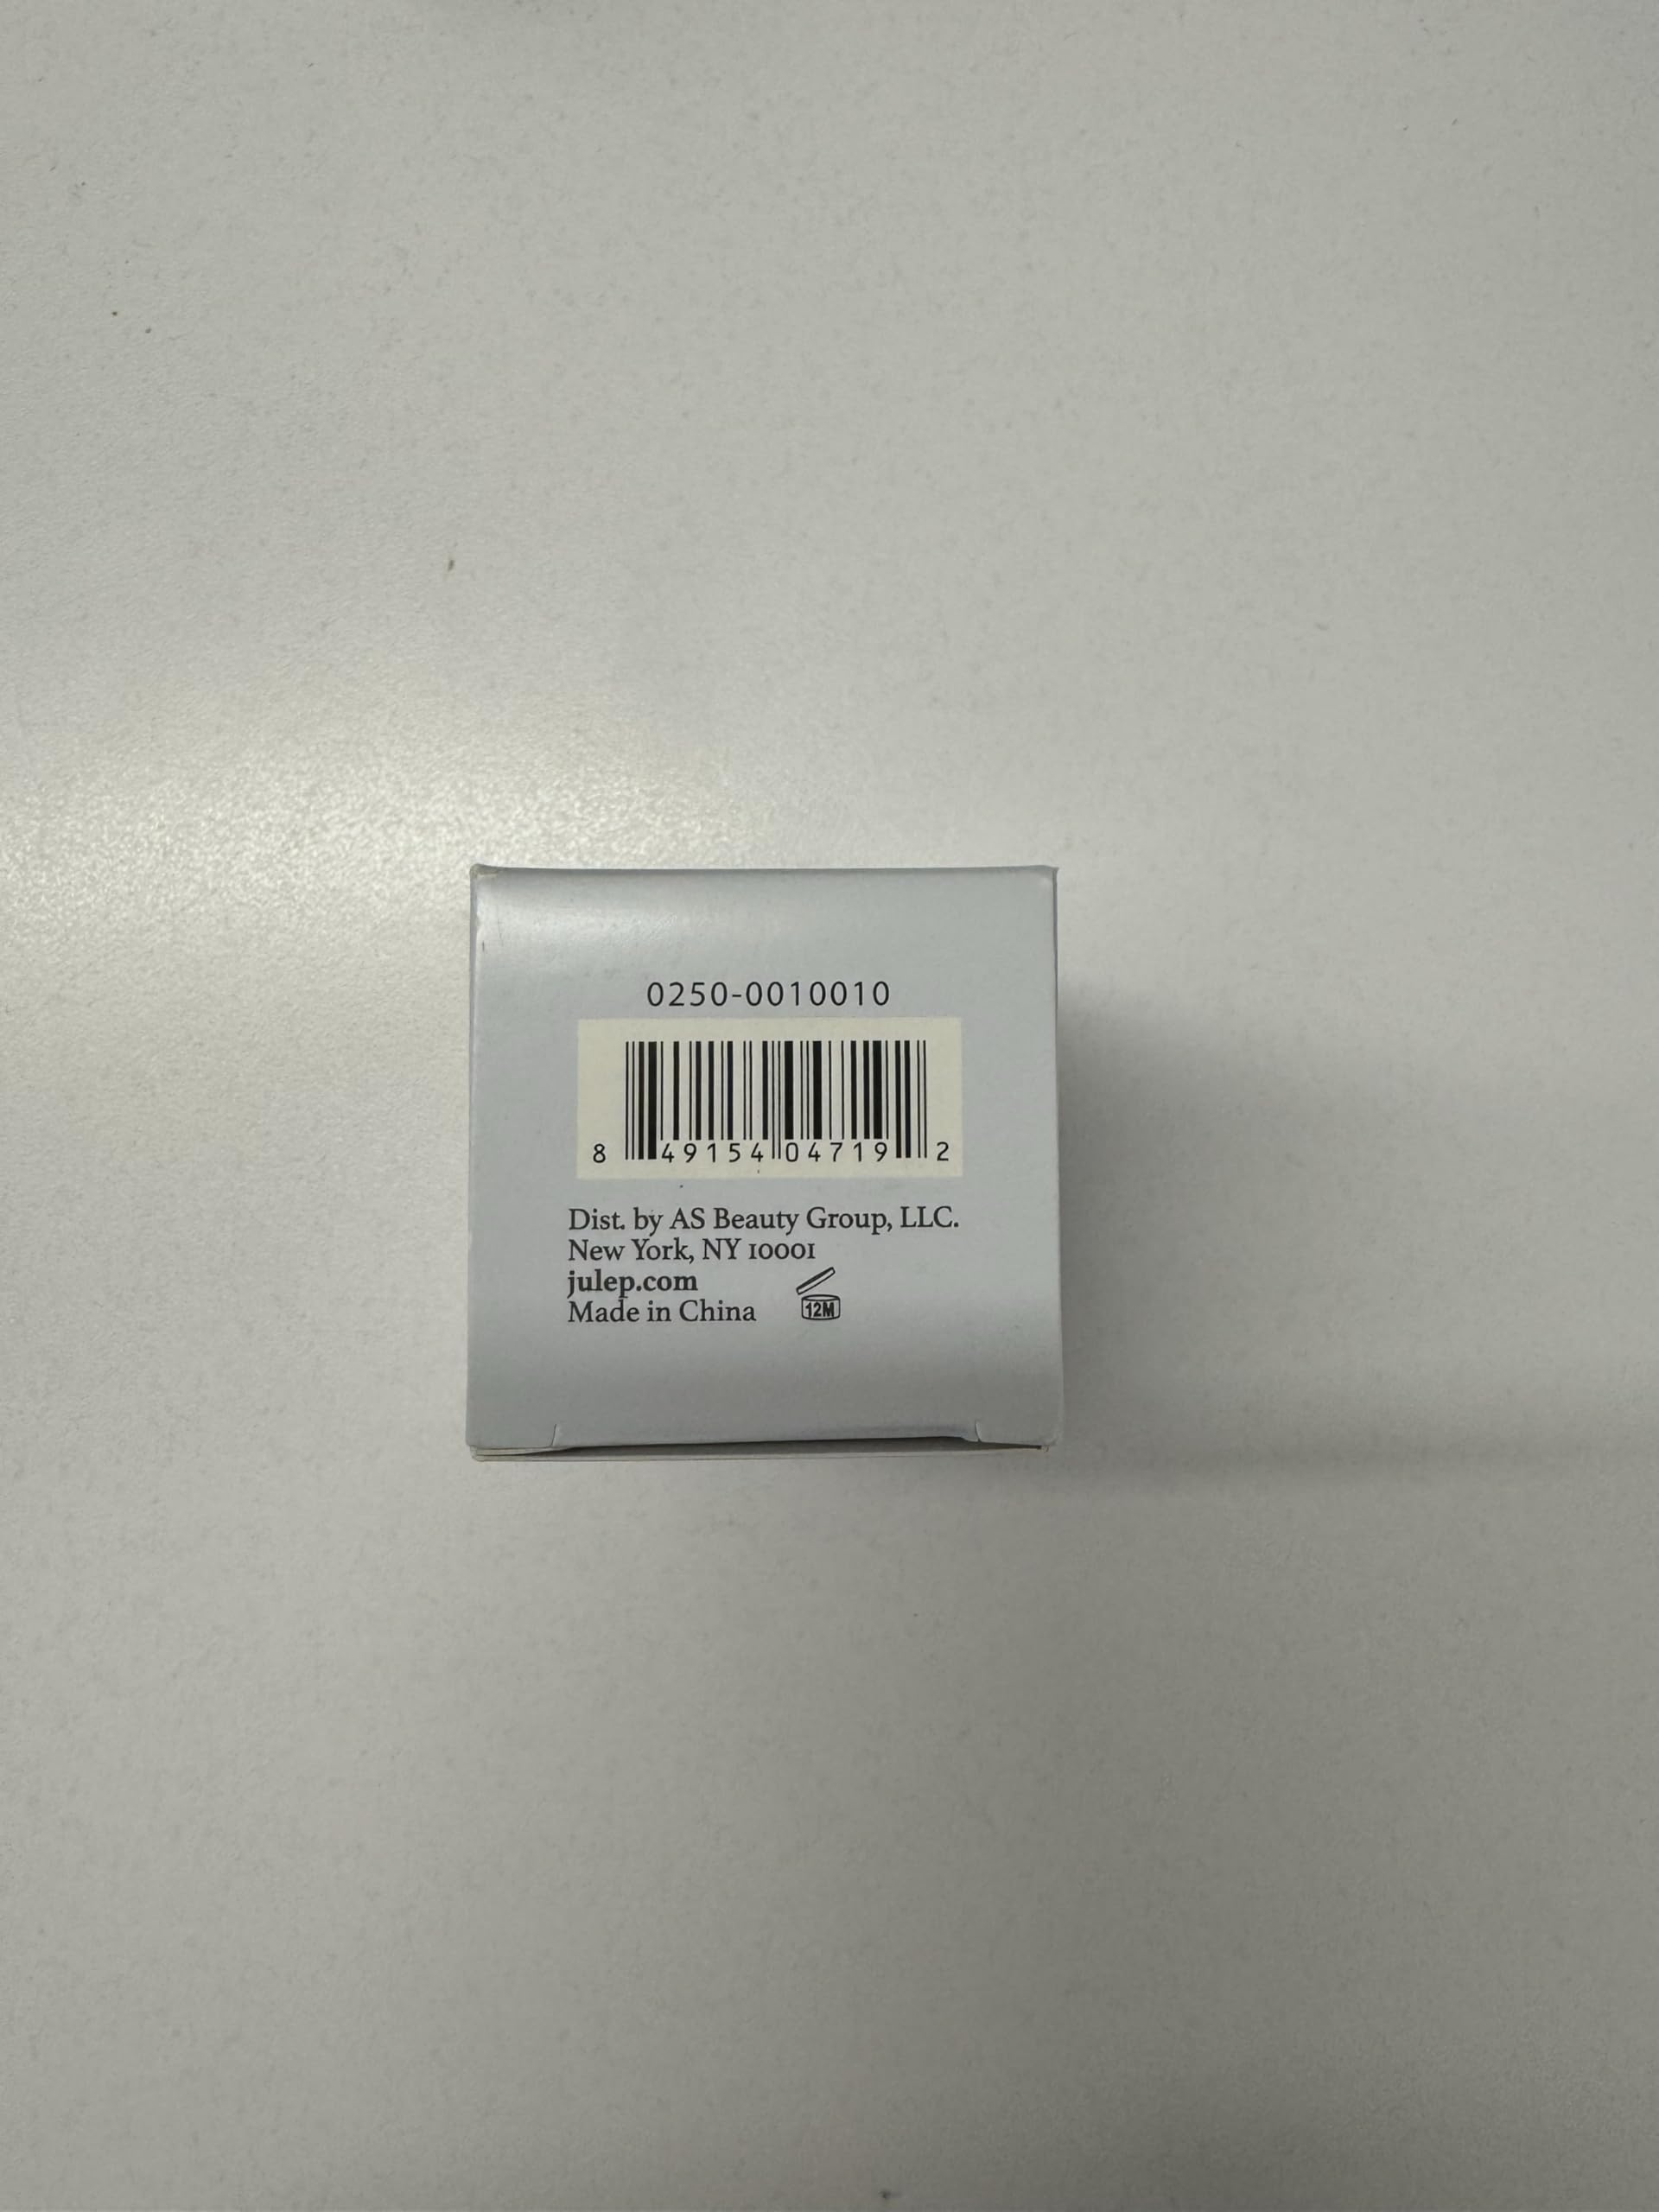 0250-0010010
8 49154 04719 2
Dist. by AS Beauty Group, LLC.
New York, NY 10001
julep.com
Made in China
12M